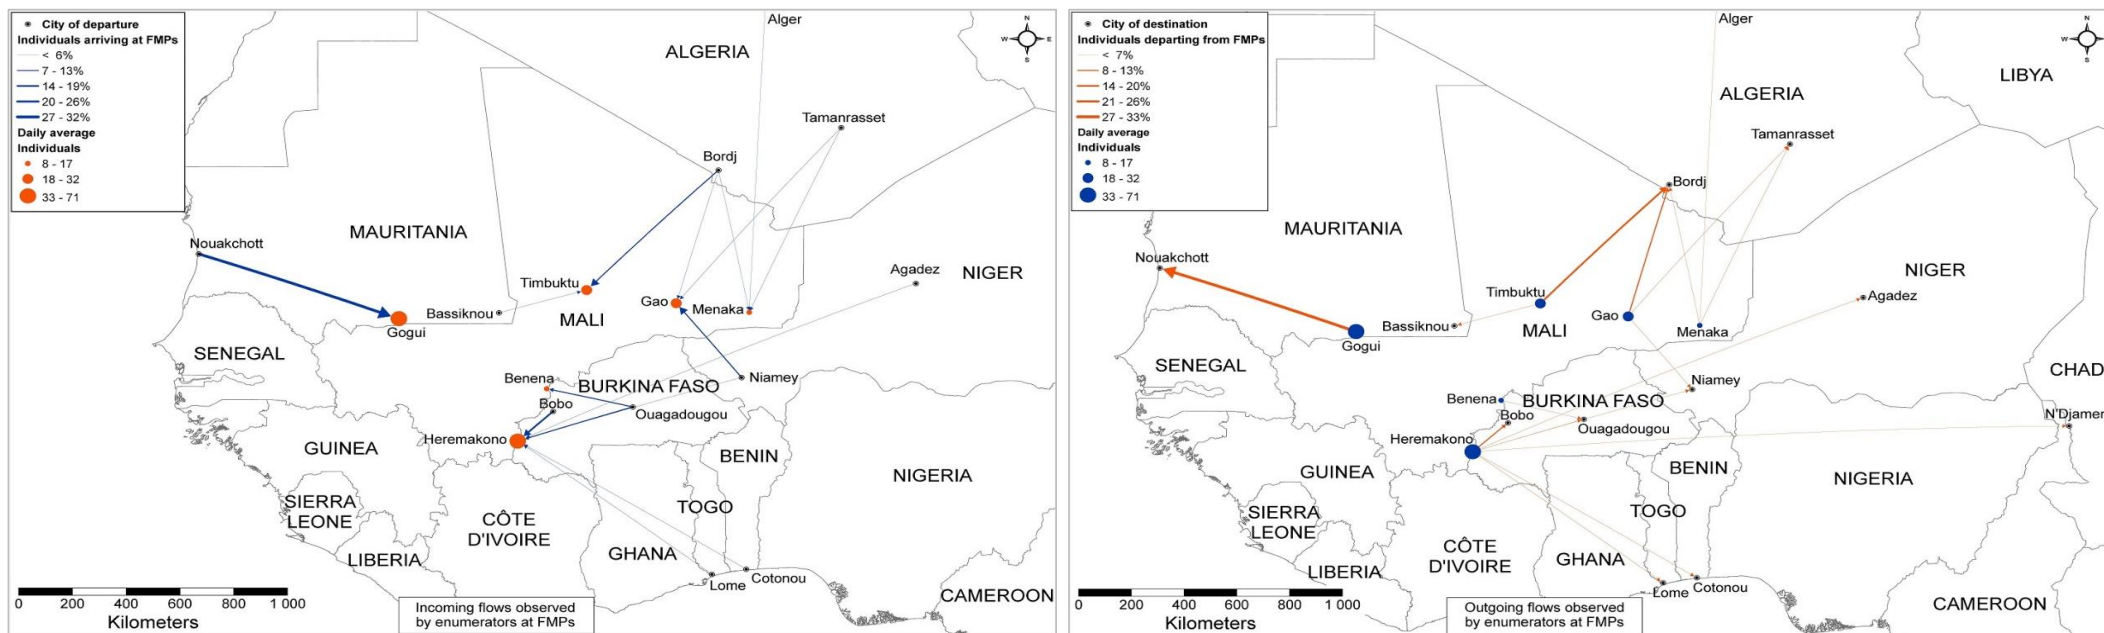 City of departure
Individuals arriving at FMPs
< 6%
7 - 13%
14 - 19%
20 - 26%
27 - 32%
Daily average
Individuals
8 - 17
18 - 32
33 - 71
Alger
N
W E
S
ALGERIA
Tamanrasset
Bordj
MAURITANIA
Nouakchott
Agadez
NIGER
Timbuktu
Gao
Menaka
Bassiknou
MALI
Gogui
SENEGAL
Benena
BURKINA FASO
Niamey
Bobo
Ouagadougou
Heremakono
GUINEA
BENIN
NIGERIA
SIERRA
LEONE
TOGO
CÔTE
D'IVOIRE
GHANA
LIBERIA
Lome
Cotonou
CAMEROON
0 200 400 600 800 1 000
Kilometers
Incoming flows observed
by enumerators at FMPs
City of destination
Individuals departing from FMPs
< 7%
8 - 13%
14 - 20%
21 - 26%
27 - 33%
Daily average
Individuals
8 - 17
18 - 32
33 - 71
Alger
N
W E
S
LIBYA
ALGERIA
Tamanrasset
Bordj
MAURITANIA
Nouakchott
NIGER
Timbuktu
Agadez
Gao
Bassiknou
MALI
Menaka
Gogui
SENEGAL
CHAD
Niamey
Benena
BURKINA FASO
Bobo
N'Djamen
Ouagadougou
Heremakono
GUINEA
BENIN
NIGERIA
SIERRA
LEONE
TOGO
CÔTE
D'IVOIRE
GHANA
LIBERIA
Lome
Cotonou
CAMEROON
0 200 400 600 800 1 000
Kilometers
Outgoing flows observed
by enumerators at FMPs